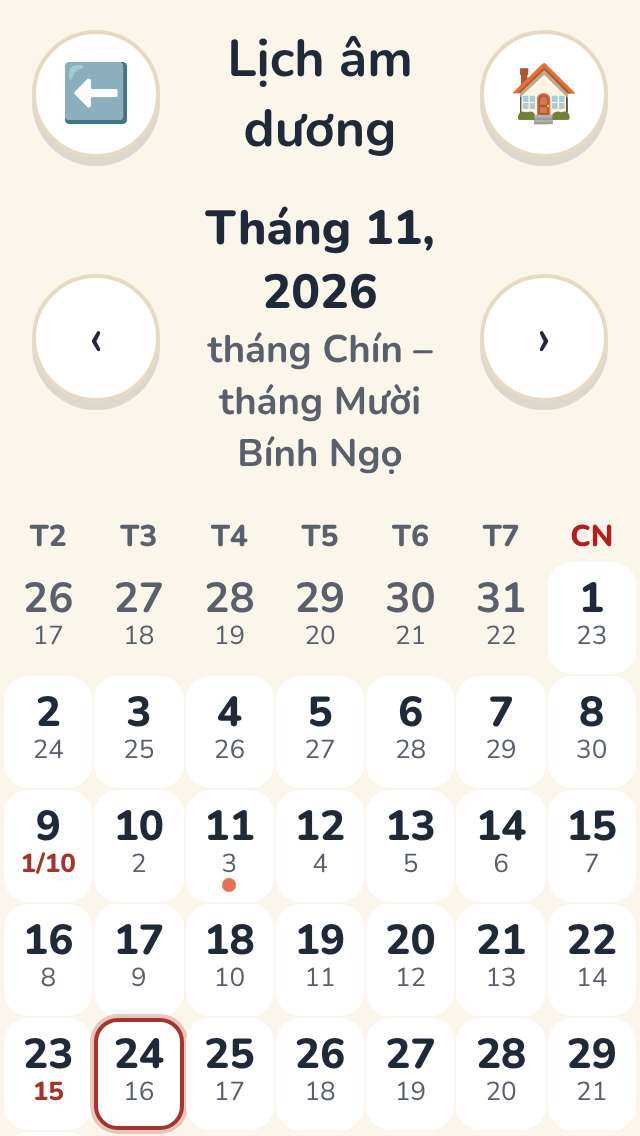 Lịch âm
dương
Tháng 11,
2026
‹
›
tháng Chín –
tháng Mười
Bính Ngọ
T2 T3 T4 T5 T6 T7 CN
26 27 28 29 30 31 1
17 18 19 20 21 22 23
2 3 4 5 6 7 8
24 25 26 27 28 29 30
9 10 11 12 13 14 15
1/10 2 3 4 5 6 7
16 17 18 19 20 21 22
8 9 10 11 12 13 14
23 24 25 26 27 28 29
15 16 17 18 19 20 21